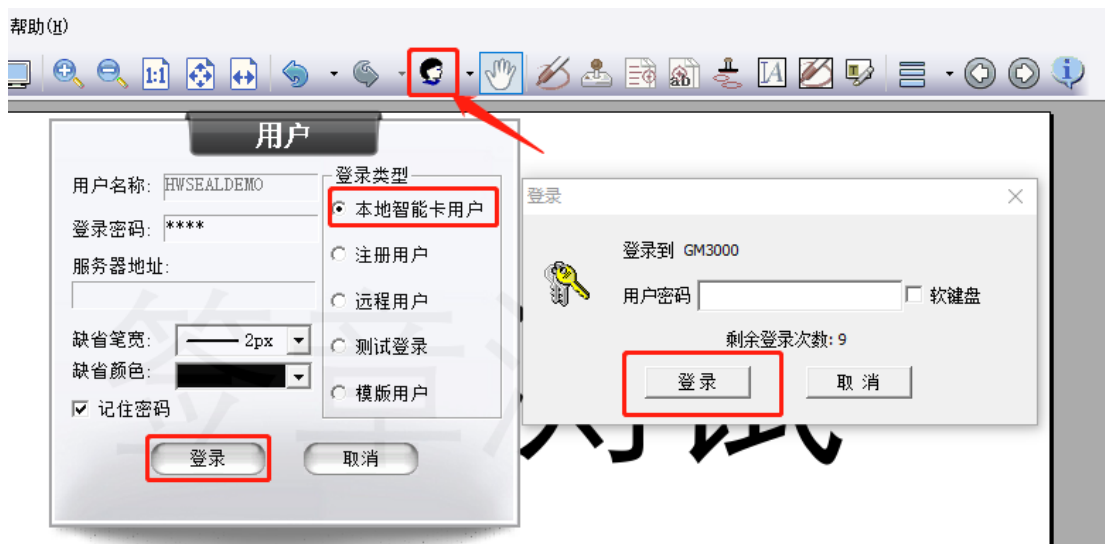 帮助(H)
1:1
用户
用户名称: HWSEALDEMO
登录密码: ****
服务器地址:
缺省笔宽: 2px
缺省颜色:
记住密码
登录 取消
登录类型
本地智能卡用户
注册用户
远程用户
测试登录
模版用户
登录
登录到 GM3000
用户密码 软键盘
剩余登录次数: 9
登录 取消